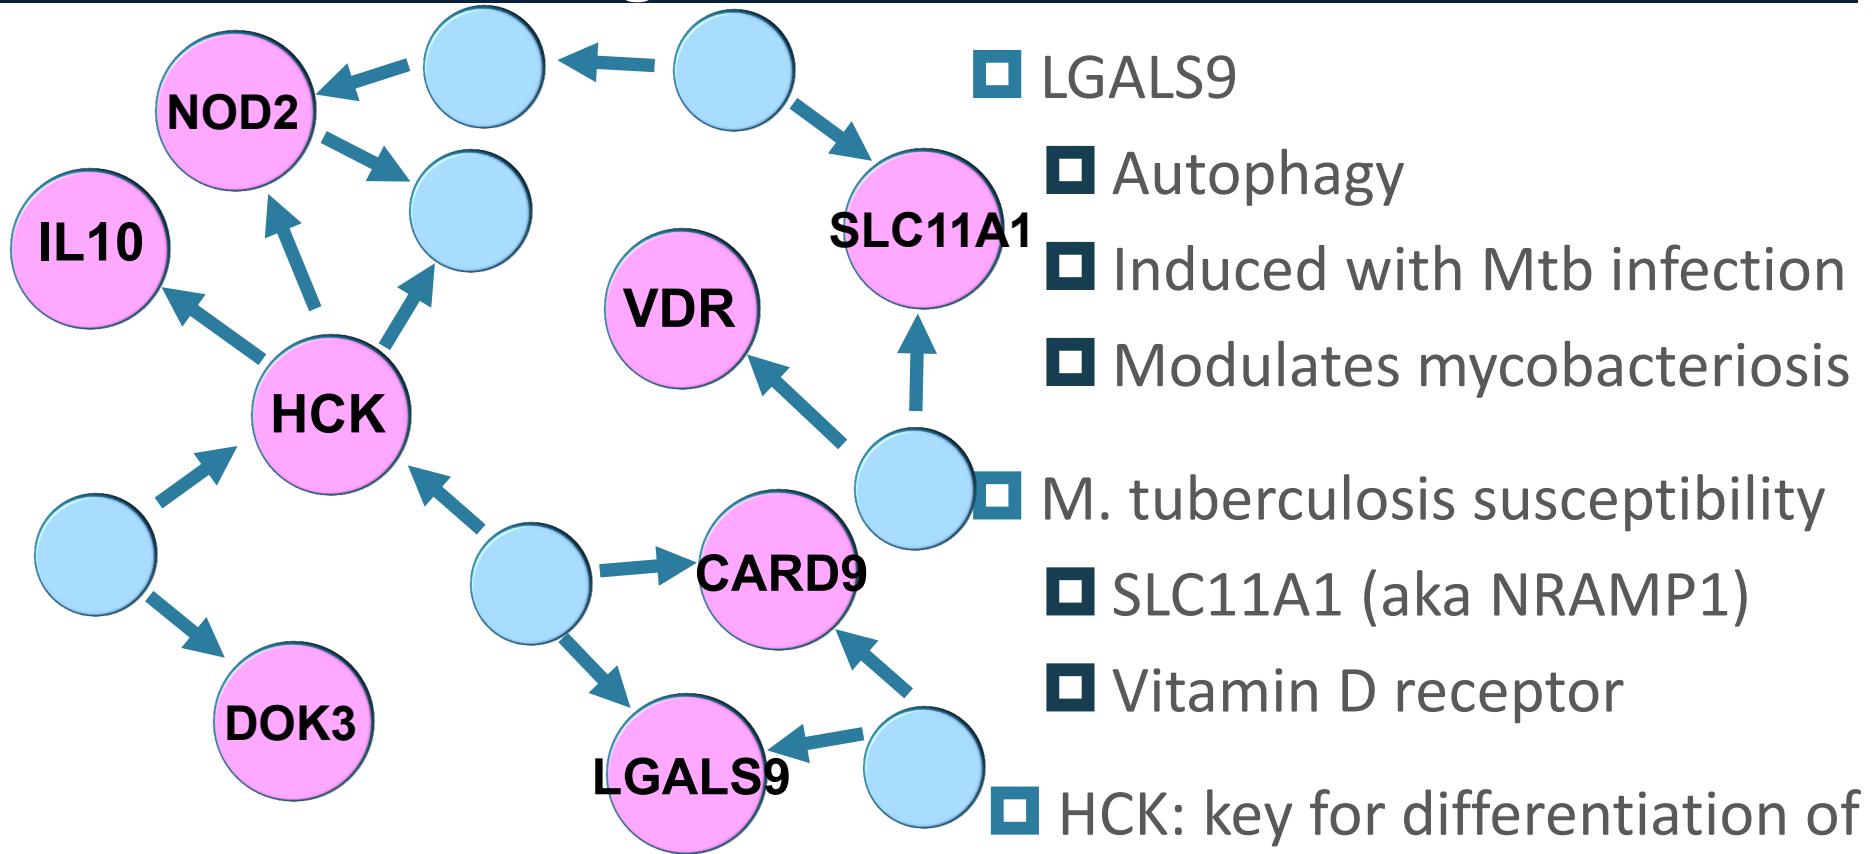 NOD2
IL10
SLC11A1
VDR
HCK
CARD9
DOK3
LGALS9
LGALS9
Autophagy
Induced with Mtb infection
Modulates mycobacteriosis
M. tuberculosis susceptibility
SLC11A1 (aka NRAMP1)
Vitamin D receptor
HCK: key for differentiation of